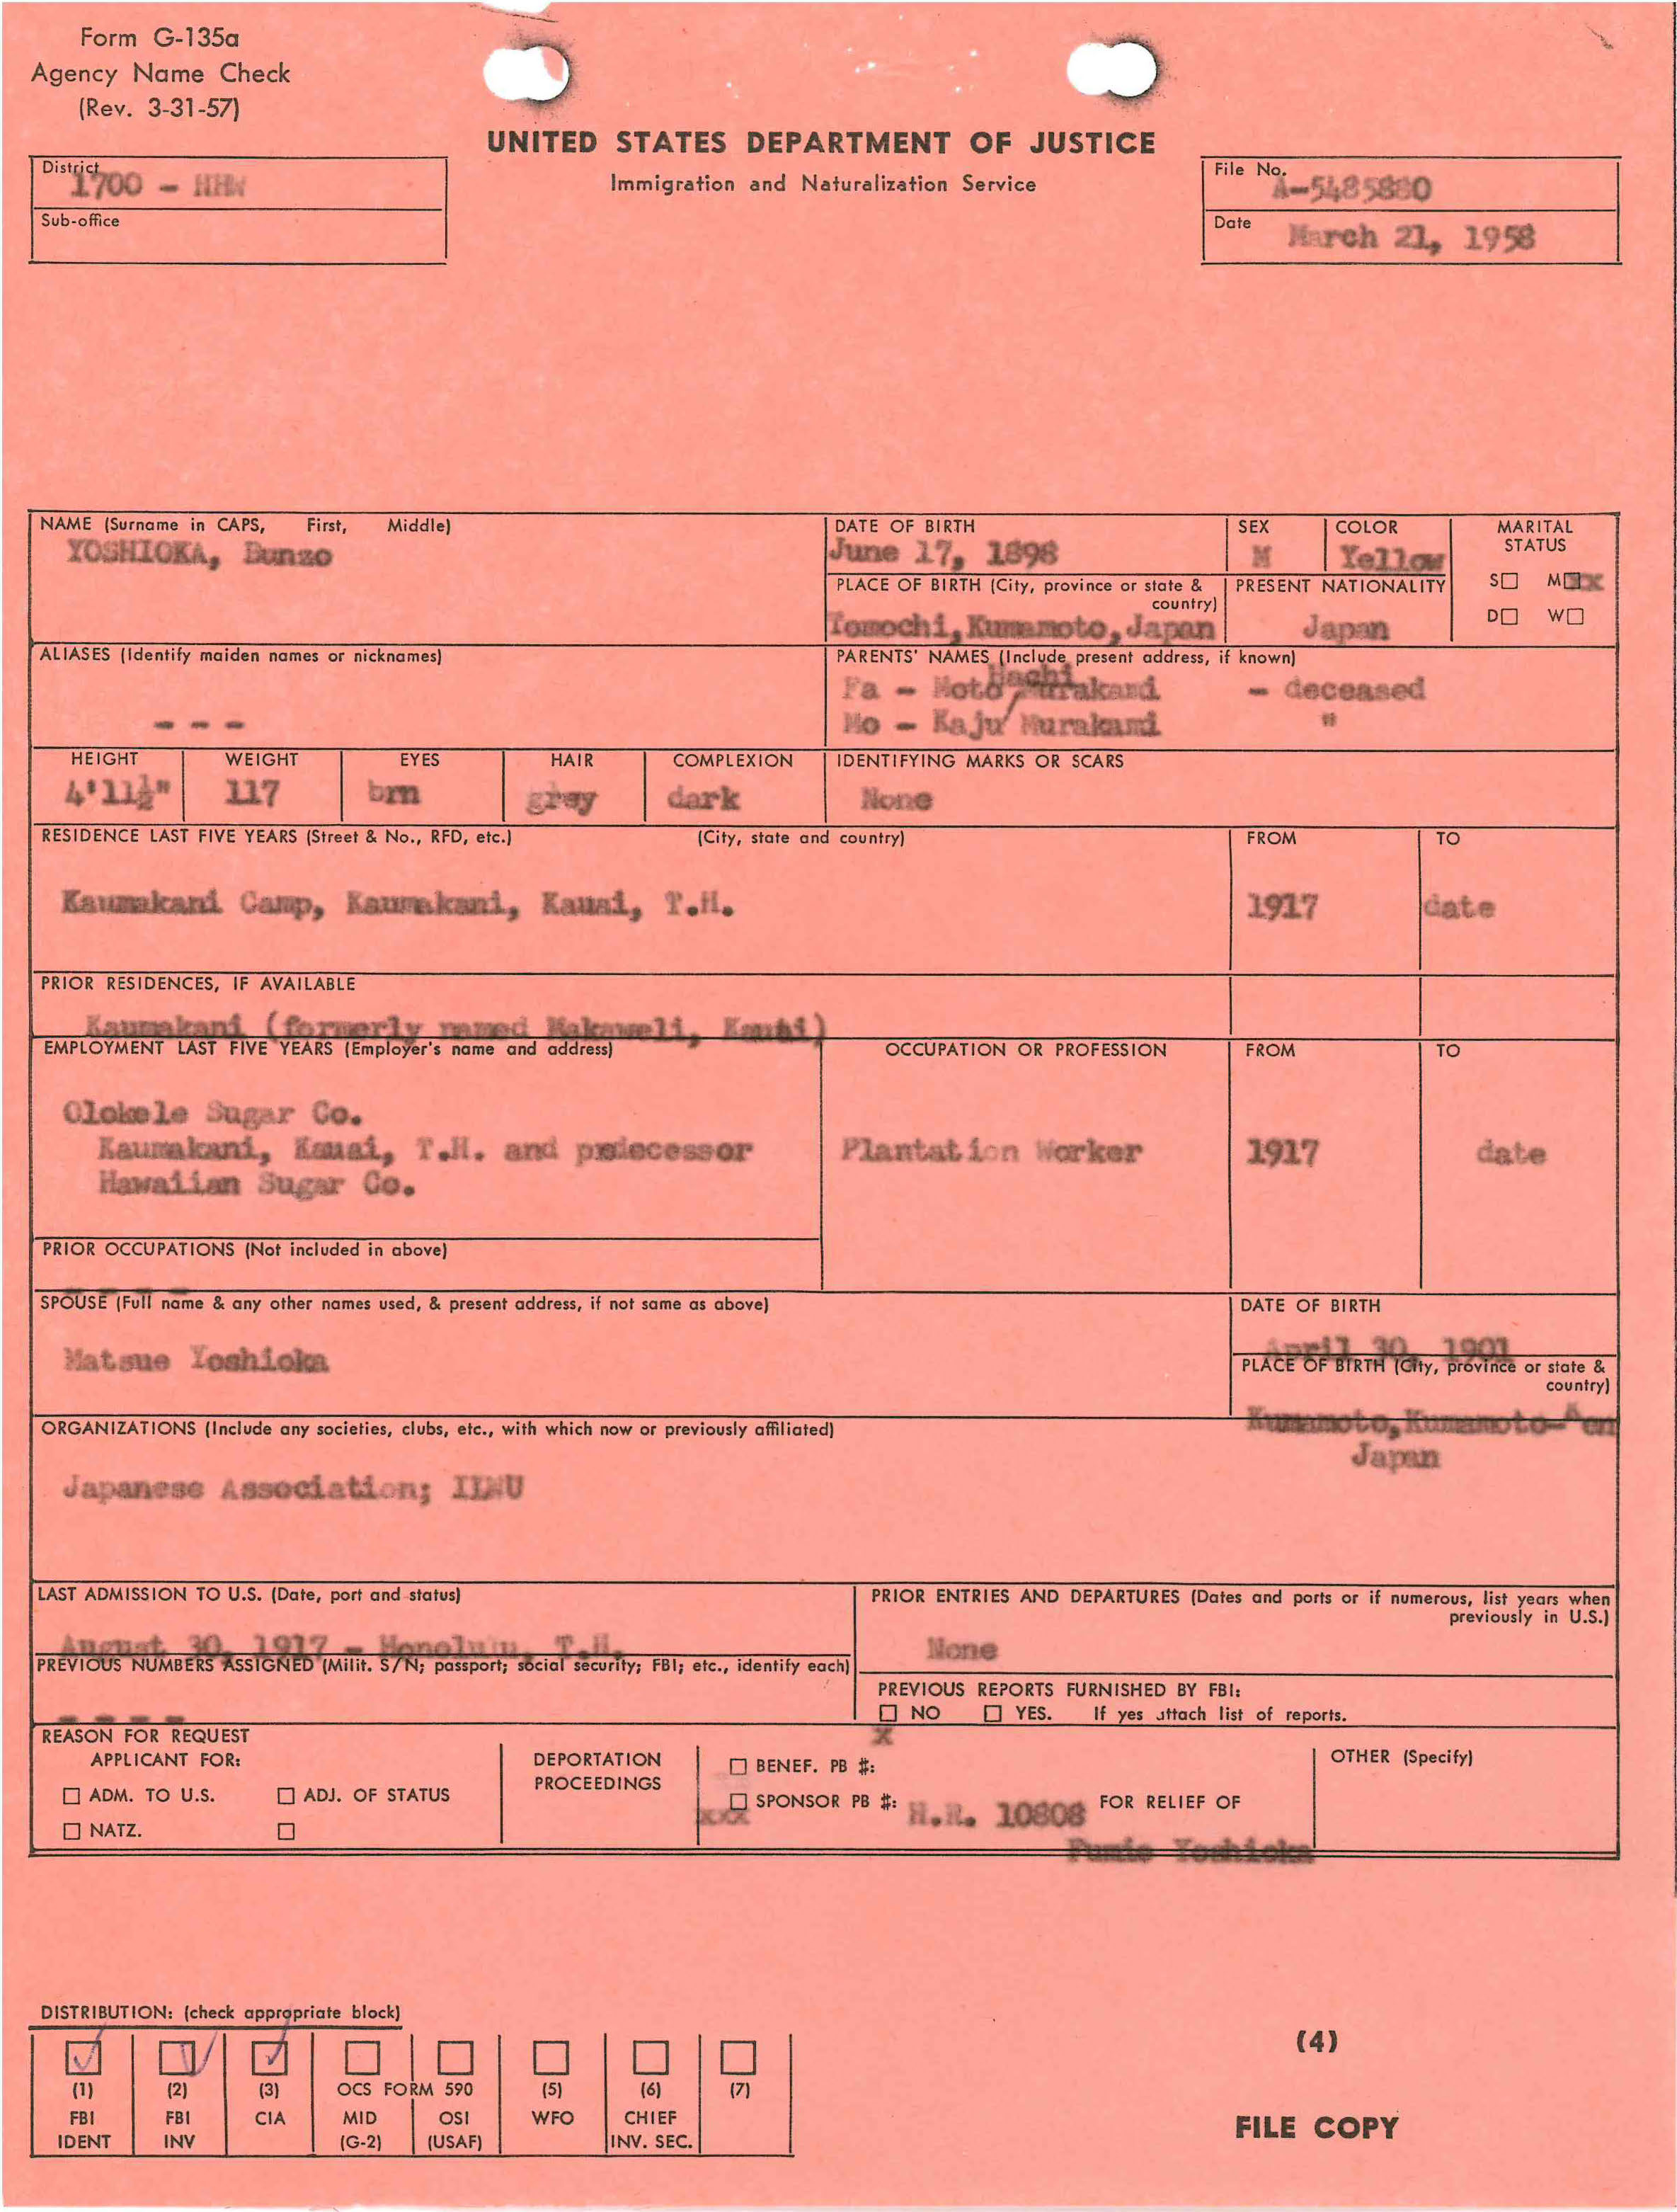 Form G-135a
Agency Name Check
(Rev. 3-31-57)
UNITED STATES DEPARTMENT OF JUSTICE
Immigration and Naturalization Service
District
1700 - HHW
Sub-office
File No.
A-5485880
Date
March 21, 1958
NAME (Surname in CAPS, First, Middle)
YOSHIOKA, Bunzo
DATE OF BIRTH
June 17, 1898
SEX
M
COLOR
Yellow
MARITAL
STATUS
S☐ M☐xx
D☐ W☐
PLACE OF BIRTH (City, province or state &
country)
Tomochi, Kumamoto, Japan
PRESENT NATIONALITY
Japan
ALIASES (Identify maiden names or nicknames)
- - -
PARENTS' NAMES (Include present address, if known)
Hachi
Fa - Moto/Murakami - deceased
Mo - Kaju Murakami "
HEIGHT
4'11½"
WEIGHT
117
EYES
brn
HAIR
grey
COMPLEXION
dark
IDENTIFYING MARKS OR SCARS
None
RESIDENCE LAST FIVE YEARS (Street & No., RFD, etc.) (City, state and country)
FROM
TO
Kaumakani Camp, Kaumakani, Kauai, T.H.
1917
date
PRIOR RESIDENCES, IF AVAILABLE
Kaumakani (formerly named Makaweli, Kauai)
EMPLOYMENT LAST FIVE YEARS (Employer's name and address)
OCCUPATION OR PROFESSION
FROM
TO
Olokele Sugar Co.
Kaumakani, Kauai, T.H. and predecessor
Hawaiian Sugar Co.
Plantation Worker
1917
date
PRIOR OCCUPATIONS (Not included in above)
- - - -
SPOUSE (Full name & any other names used, & present address, if not same as above)
Matsue Yoshioka
DATE OF BIRTH
April 30, 1901
PLACE OF BIRTH (City, province or state &
country)
Kumamoto, Kumamoto-Ken
Japan
ORGANIZATIONS (Include any societies, clubs, etc., with which now or previously affiliated)
Japanese Association; ILWU
LAST ADMISSION TO U.S. (Date, port and status)
August 30, 1917 - Honolulu, T.H.
PRIOR ENTRIES AND DEPARTURES (Dates and ports or if numerous, list years when
previously in U.S.)
None
PREVIOUS NUMBERS ASSIGNED (Milit. S/N; passport; social security; FBI; etc., identify each)
- - - -
PREVIOUS REPORTS FURNISHED BY FBI:
☐ NO ☐ YES. If yes attach list of reports.
x
REASON FOR REQUEST
APPLICANT FOR:
☐ ADM. TO U.S. ☐ ADJ. OF STATUS
☐ NATZ. ☐
DEPORTATION
PROCEEDINGS
☐ BENEF. PB #:
xxx ☐ SPONSOR PB #: H.R. 10808 FOR RELIEF OF
Fumie Yoshioka
OTHER (Specify)
DISTRIBUTION: (check appropriate block)
☑ ☑ ☑ ☐ ☐ ☐ ☐ ☐
(1) (2) (3) OCS FORM 590 (5) (6) (7)
FBI FBI CIA MID OSI WFO CHIEF
IDENT INV (G-2) (USAF) INV. SEC.
(4)
FILE COPY